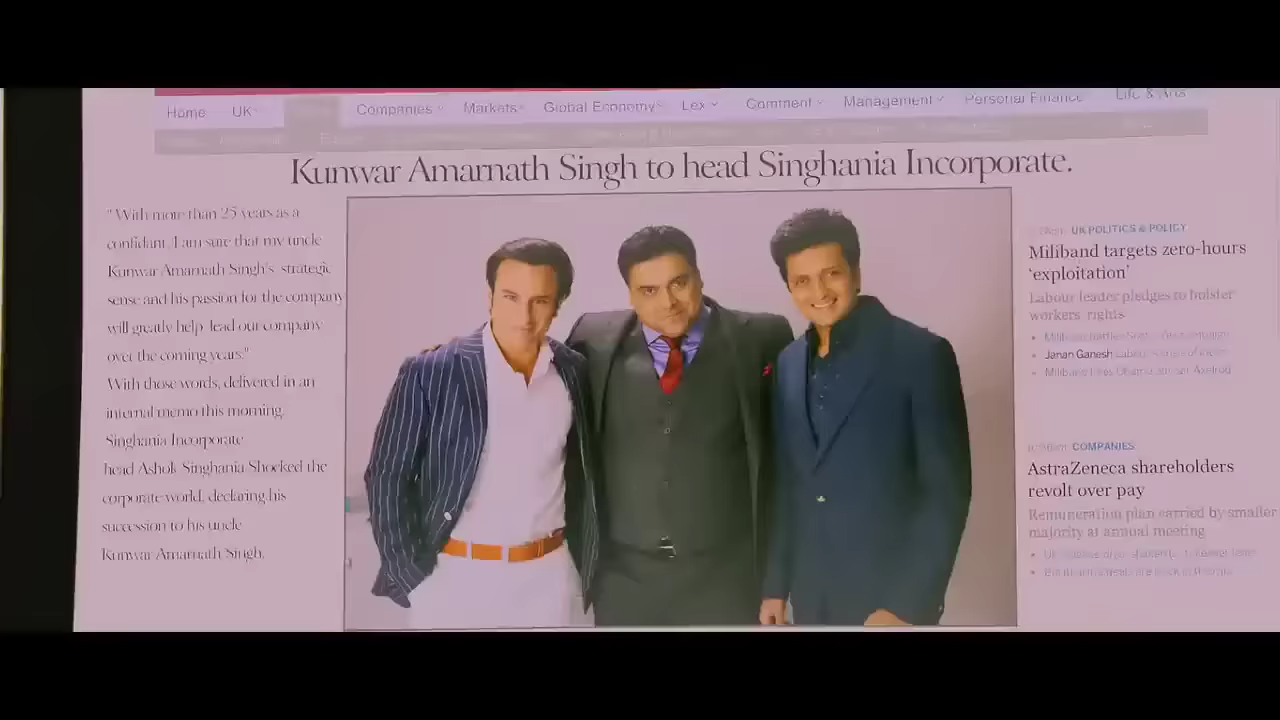 Home UK Companies Markets Global Economy Lex Comment Management Personal Finance Life & Arts
Kunwar Amarnath Singh to head Singhania Incorporate.
"With more than 25 years as a
confidant, I am sure that my uncle
Kunwar Amarnath Singh's strategic
sense and his passion for the company
will greatly help lead our company
over the coming years."
With those words, delivered in an
internal memo this morning,
Singhania Incorporate
head Ashok Singhania Shocked the
corporate world, declaring his
succession to his uncle
Kunwar Amarnath Singh.
UK POLITICS & POLICY
Miliband targets zero-hours
'exploitation'
Labour leader pledges to bolster
workers' rights
Janan Ganesh
Miliband hires Obama adviser Axelrod
COMPANIES
AstraZeneca shareholders
revolt over pay
Remuneration plan carried by smaller
majority at annual meeting